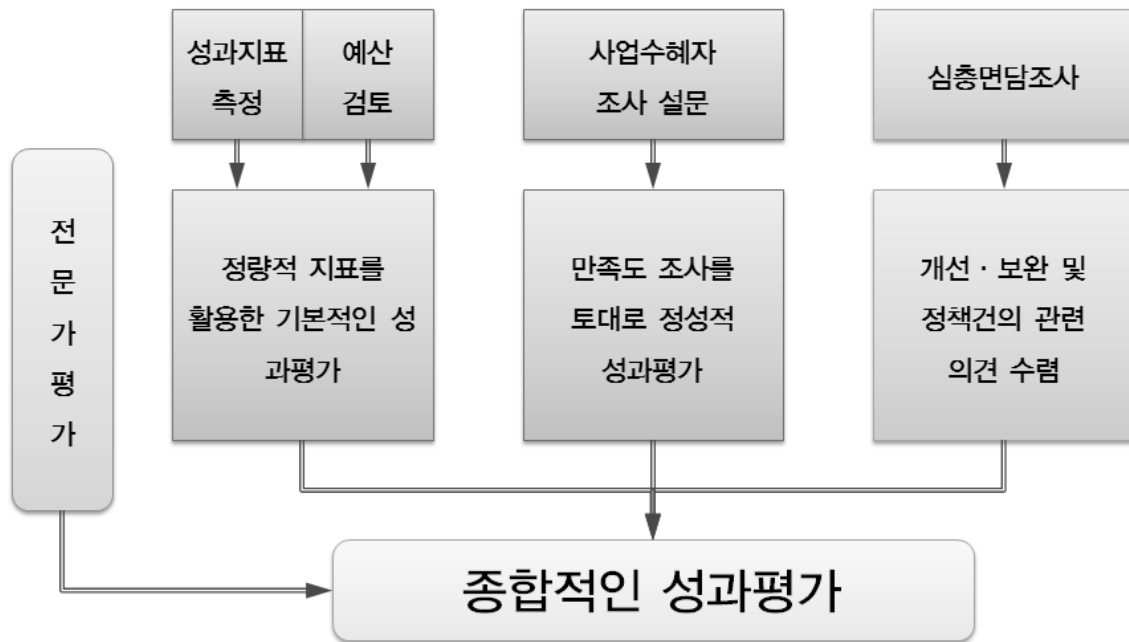 성과지표
측정
예산
검토
사업수혜자
조사 설문
심층면담조사
전
문
가
평
가
정량적 지표를
활용한 기본적인 성
과평가
만족도 조사를
토대로 정성적
성과평가
개선·보완 및
정책건의 관련
의견 수렴
종합적인 성과평가